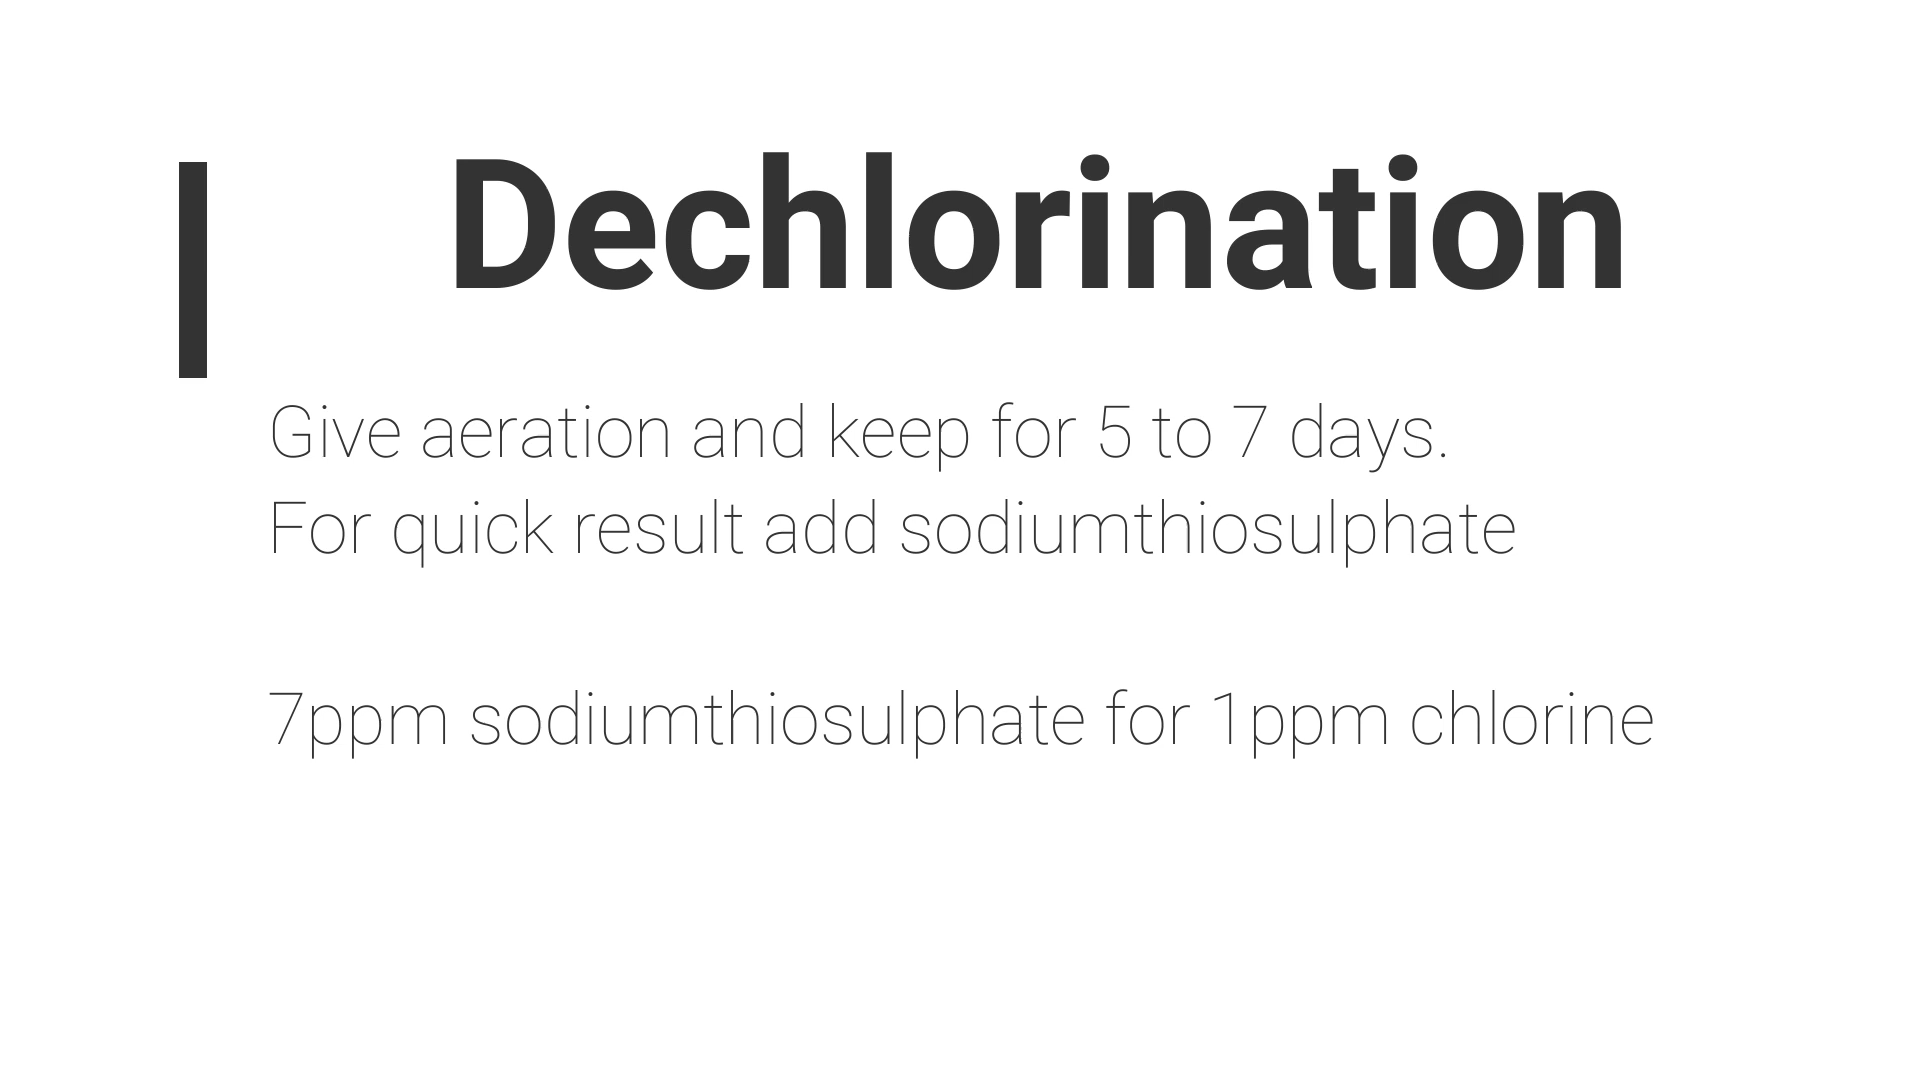 Dechlorination
Give aeration and keep for 5 to 7 days.
For quick result add sodiumthiosulphate
7ppm sodiumthiosulphate for 1ppm chlorine